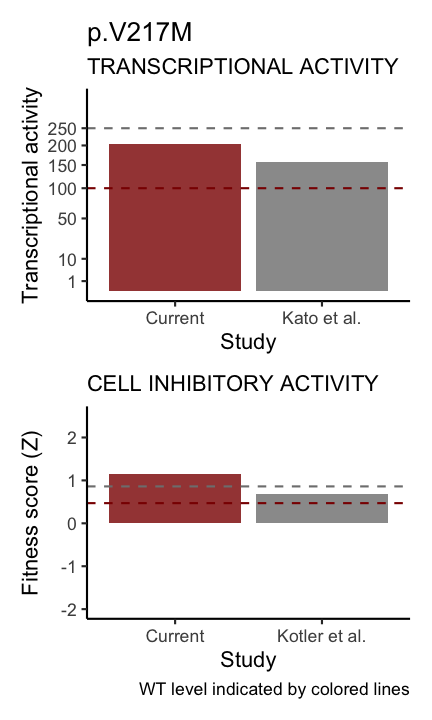 p.V217M
TRANSCRIPTIONAL ACTIVITY
Transcriptional activity
250
200
150
100
50
10
1
Current
Kato et al.
Study
CELL INHIBITORY ACTIVITY
Fitness score (Z)
2
1
0
-1
-2
Current
Kotler et al.
Study
WT level indicated by colored lines